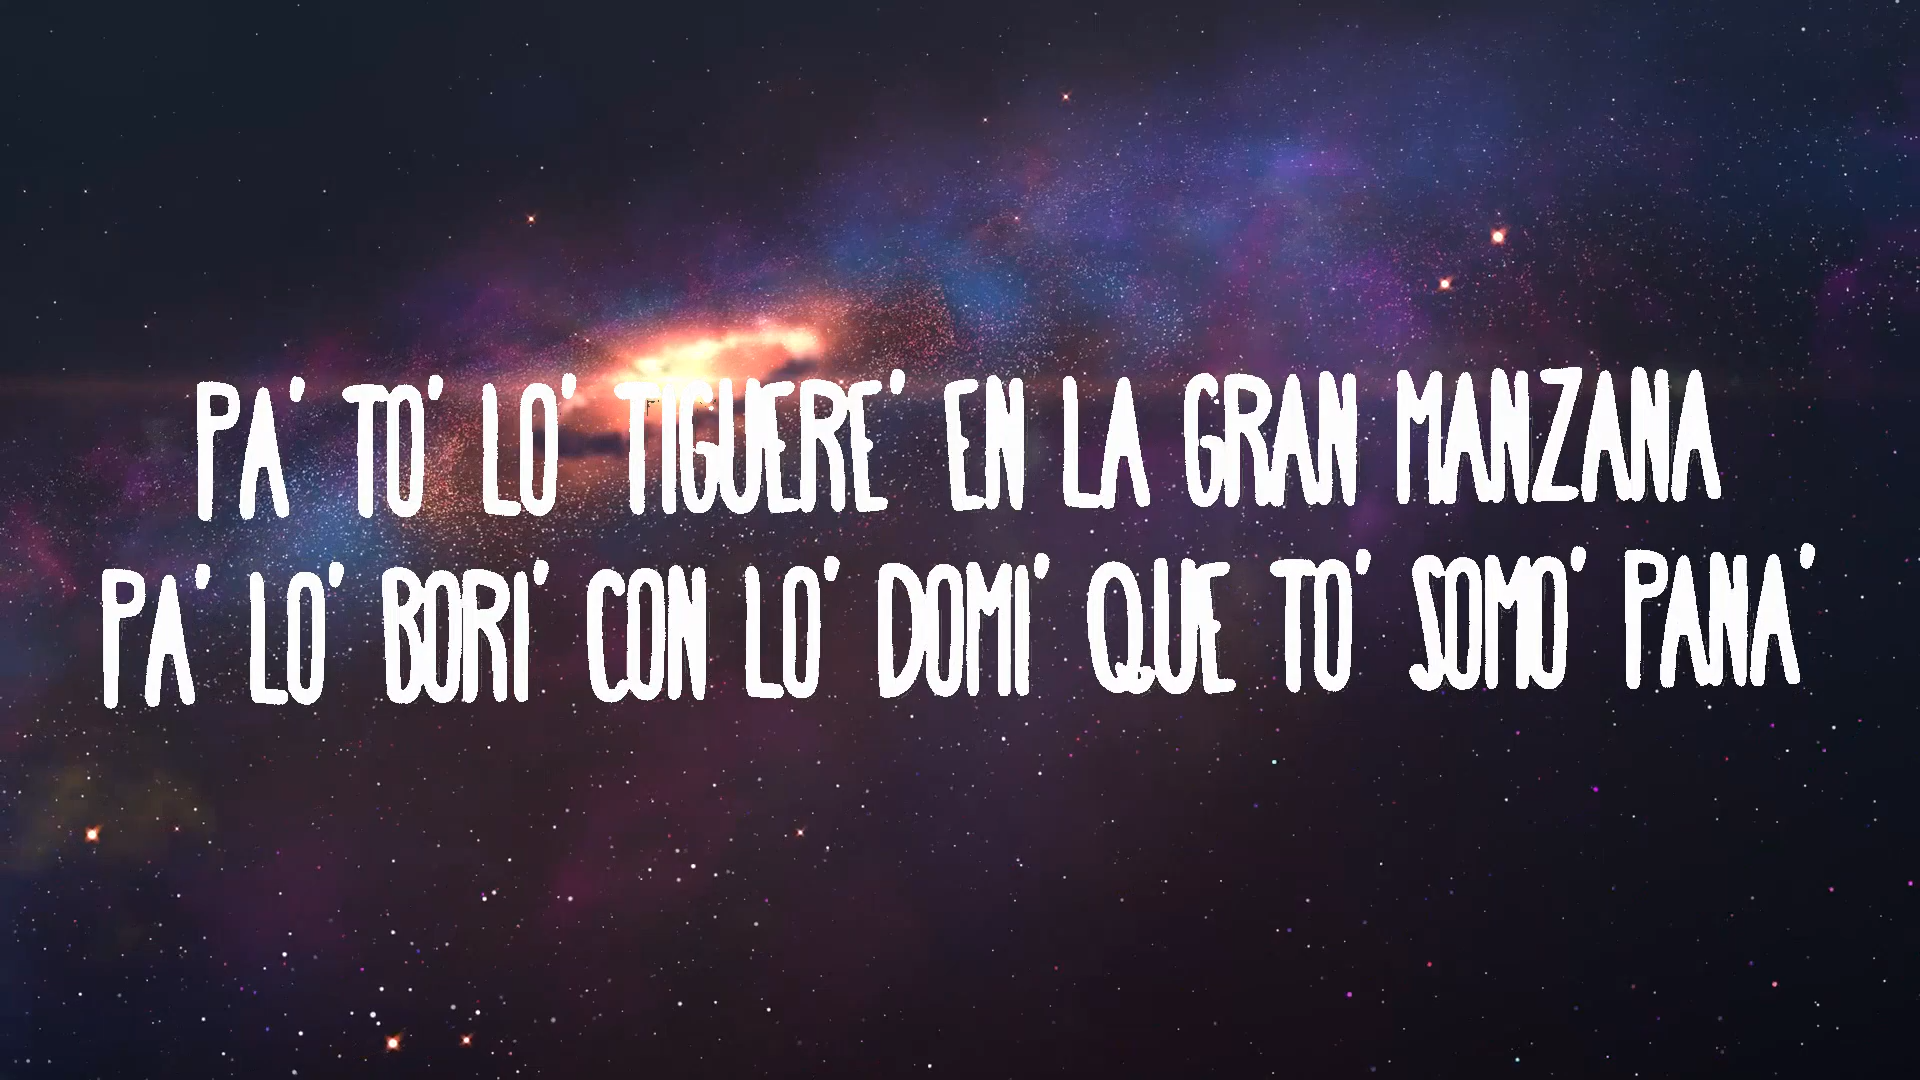 PA' TO' LO' TIGUERE' EN LA GRAN MANZANA
PA' LO' BORI' CON LO' DOMI' QUE TO' SOMO' PANA'